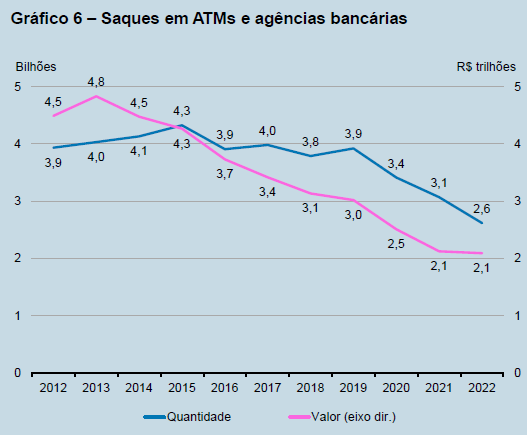 Gráfico 6 – Saques em ATMs e agências bancárias
Bilhões R$ trilhões
5 5
4,5 4,8 4,5 4,3 3,9 4,0 3,8 3,9 3,4 3,1 2,6
4 4
3,9 4,0 4,1 4,3 3,7 3,4 3,1 3,0 2,5 2,1 2,1
3 3
2 2
1 1
0 0
2012 2013 2014 2015 2016 2017 2018 2019 2020 2021 2022
Quantidade Valor (eixo dir.)